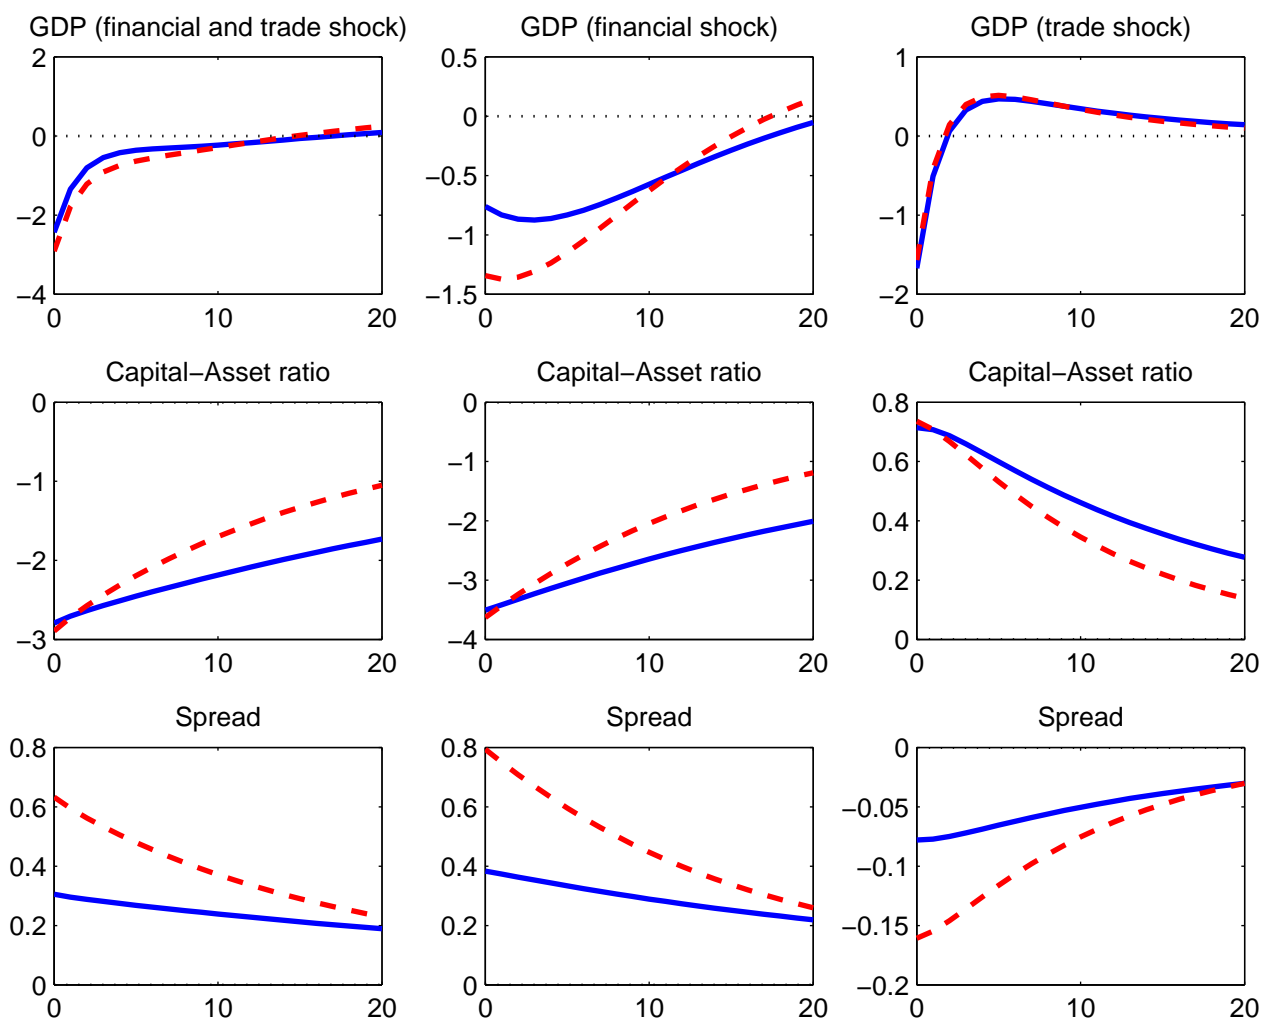 GDP (financial and trade shock) GDP (financial shock) GDP (trade shock)
2 0.5 1
0 0 0
−2 −0.5 −1
−4 −1 −2
−1.5
0 10 20 0 10 20 0 10 20
Capital−Asset ratio Capital−Asset ratio Capital−Asset ratio
0 0 0.8
−1 −1 0.6
−2 −2 0.4
−3 −3 0.2
−4 0
0 10 20 0 10 20 0 10 20
Spread Spread Spread
0.8 0.8 0
0.6 0.6 −0.05
0.4 0.4 −0.1
0.2 0.2 −0.15
0 0 −0.2
0 10 20 0 10 20 0 10 20